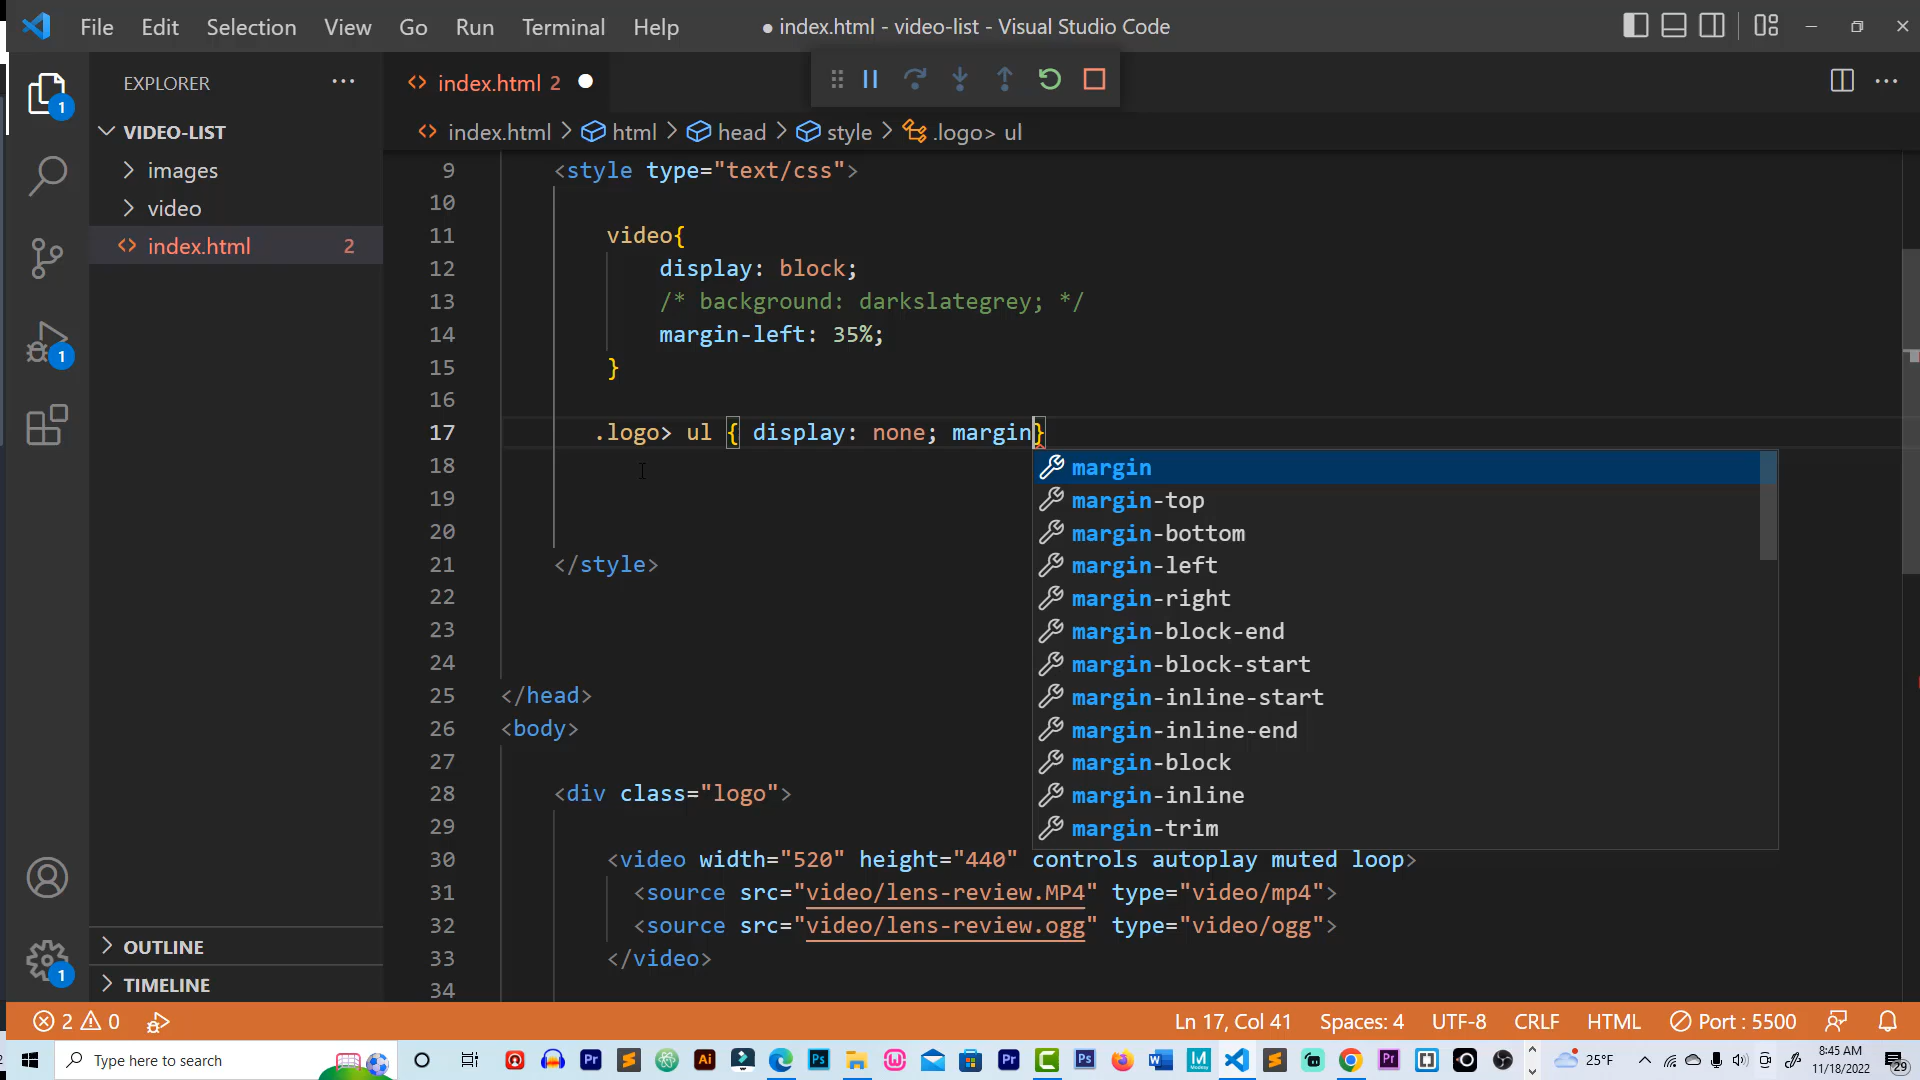 File Edit Selection View Go Run Terminal Help ● index.html - video-list - Visual Studio Code
EXPLORER ···
index.html 2
VIDEO-LIST
images
video
index.html 2
OUTLINE
TIMELINE
index.html > html > head > style > .logo> ul
9 <style type="text/css">
10
11 video{
12 display: block;
13 /* background: darkslategrey; */
14 margin-left: 35%;
15 }
16
17 .logo> ul { display: none; margin}
18
19
20
21 </style>
22
23
24
25 </head>
26 <body>
27
28 <div class="logo">
29
30 <video width="520" height="440" controls autoplay muted loop>
31 <source src="video/lens-review.MP4" type="video/mp4">
32 <source src="video/lens-review.ogg" type="video/ogg">
33 </video>
34
margin
margin-top
margin-bottom
margin-left
margin-right
margin-block-end
margin-block-start
margin-inline-start
margin-inline-end
margin-block
margin-inline
margin-trim
1
1
1
2 0 Ln 17, Col 41 Spaces: 4 UTF-8 CRLF HTML Port : 5500
Type here to search 25°F 8:45 AM
11/18/2022
29